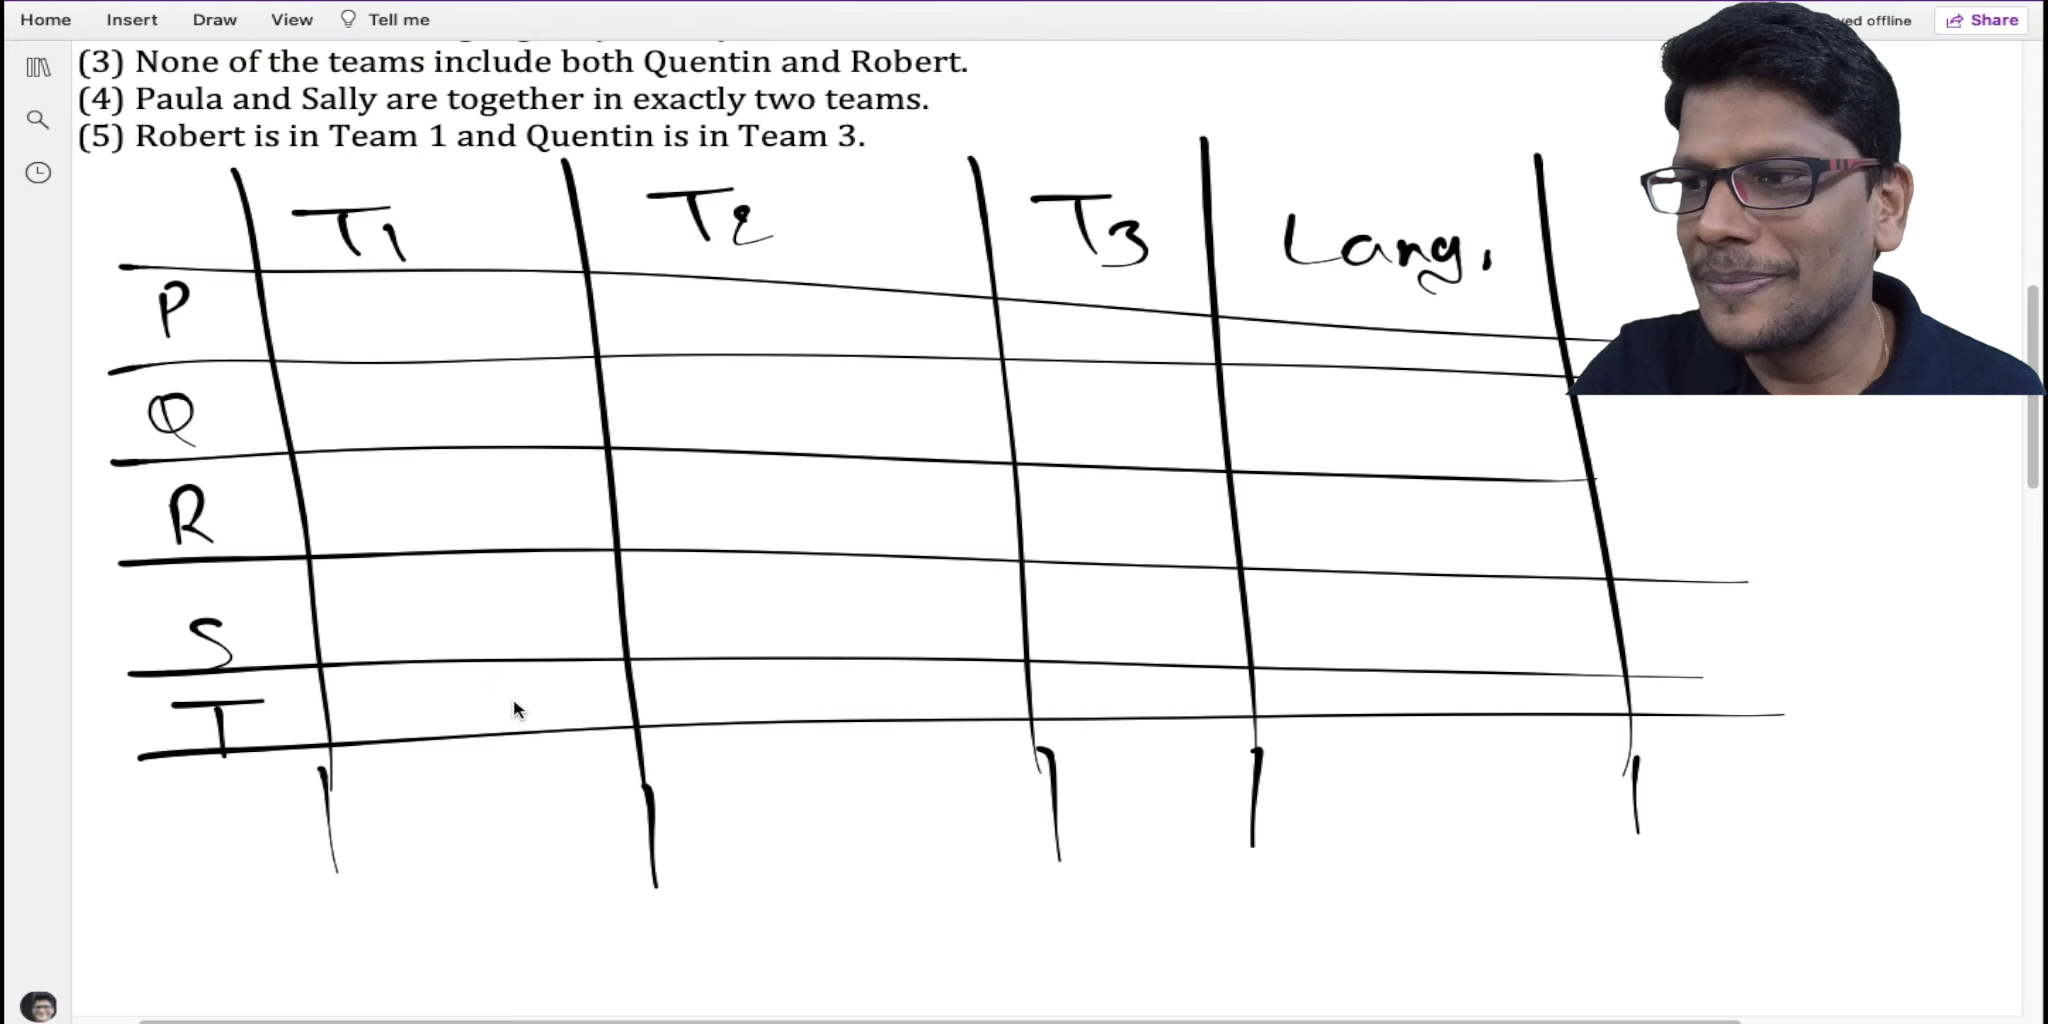 Home Insert Draw View Tell me
Share
(3) None of the teams include both Quentin and Robert.
(4) Paula and Sally are together in exactly two teams.
(5) Robert is in Team 1 and Quentin is in Team 3.
T1 T2 T3 Lang.
P
Q
R
S
T